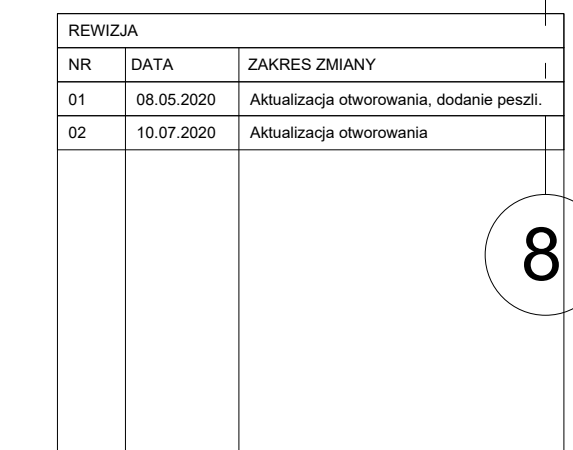 REWIZJA
NR DATA ZAKRES ZMIANY
01 08.05.2020 Aktualizacja otworowania, dodanie peszli.
02 10.07.2020 Aktualizacja otworowania
8